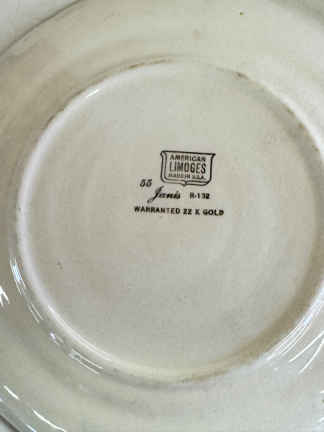 AMERICAN
LIMOGES
MADE IN U.S.A.
55
Janis R-132
WARRANTED 22 K GOLD